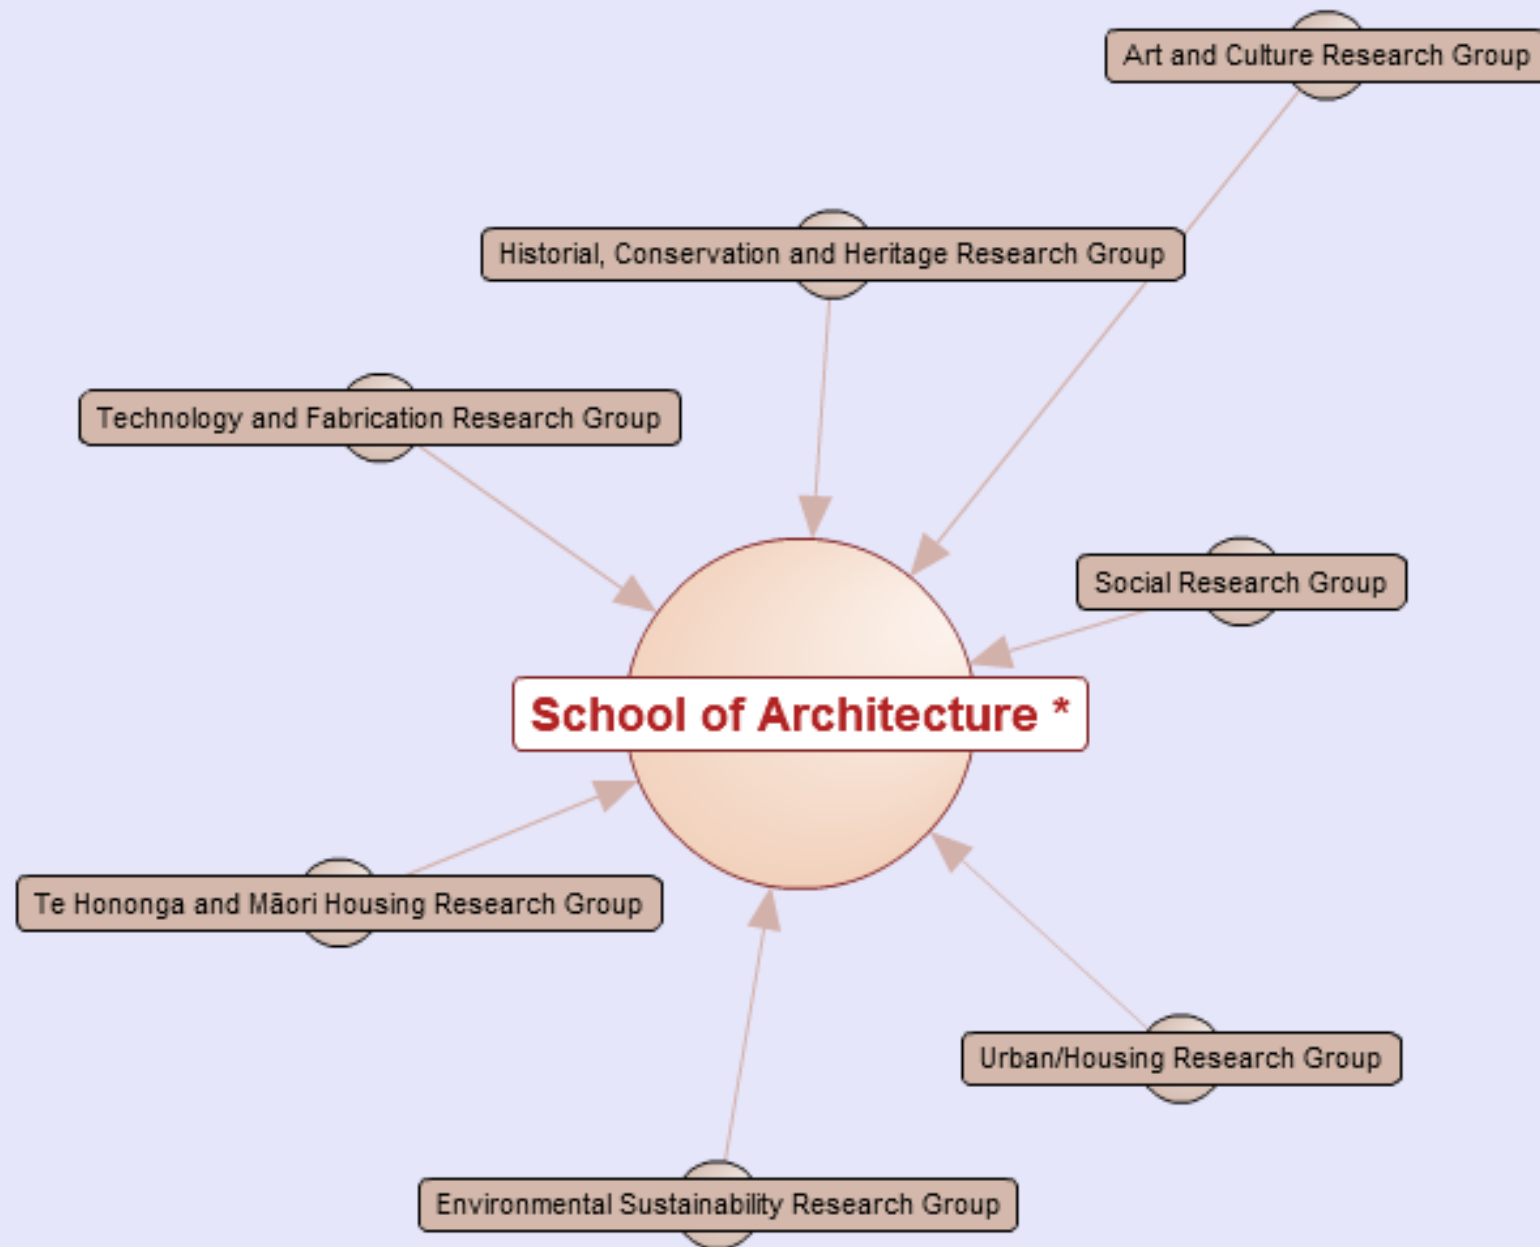 Art and Culture Research Group
Historial, Conservation and Heritage Research Group
Technology and Fabrication Research Group
Social Research Group
School of Architecture *
Te Hononga and Māori Housing Research Group
Urban/Housing Research Group
Environmental Sustainability Research Group